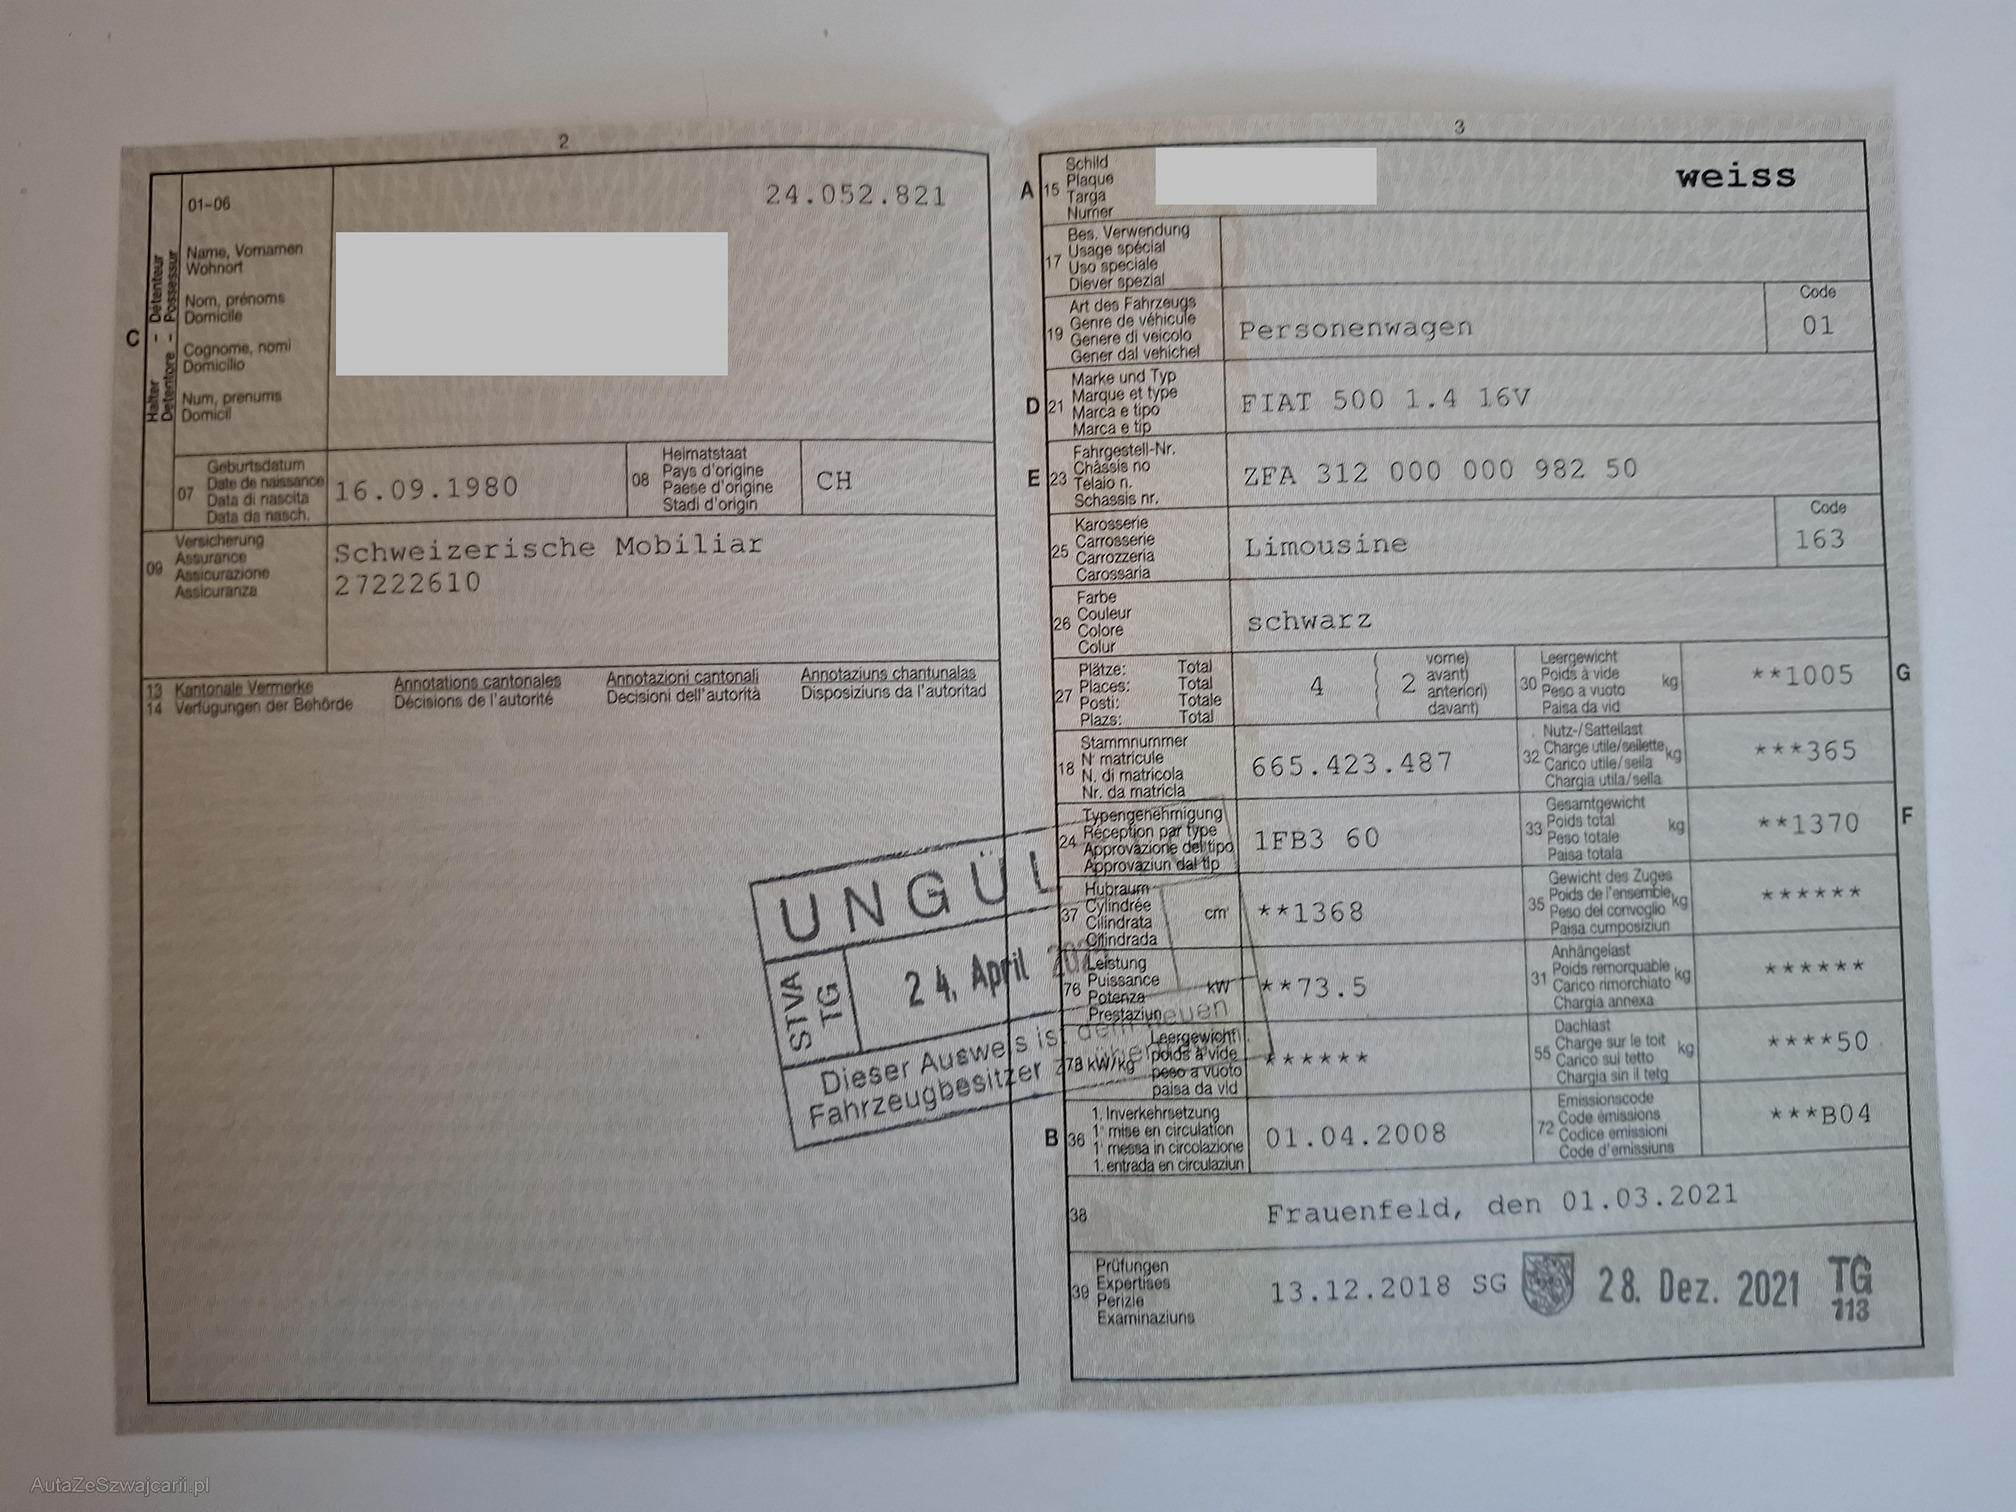 2
01-06
24.052.821
C
Halter - Detenteur
Detentore - Possessur
Name, Vornamen
Wohnort
Nom, prénoms
Domicile
Cognome, nomi
Domicilio
Num, prenums
Domicil
07
Geburtsdatum
Date de naissance
Data di nascita
Data da nasch.
16.09.1980
08
Heimatstaat
Pays d'origine
Paese d'origine
Stadi d'origin
CH
09
Versicherung
Assurance
Assicurazione
Assicuranza
Schweizerische Mobiliar
27222610
13 Kantonale Vermerke Annotations cantonales Annotazioni cantonali Annotaziuns chantunalas
14 Verfügungen der Behörde Décisions de l'autorité Decisioni dell'autorità Disposiziuns da l'autoritad
UNGÜL
STVA
TG
24. April
Dieser Ausweis ist dem neuen
Fahrzeugbesitzer
3
A
15
Schild
Plaque
Targa
Numer
weiss
17
Bes. Verwendung
Usage spécial
Uso speciale
Diever spezial
19
Art des Fahrzeugs
Genre de véhicule
Genere di veicolo
Gener dal vehichel
Personenwagen
Code
01
D
21
Marke und Typ
Marque et type
Marca e tipo
Marca e tip
FIAT 500 1.4 16V
E
23
Fahrgestell-Nr.
Châssis no
Telaio n.
Schassis nr.
ZFA 312 000 000 982 50
25
Karosserie
Carrosserie
Carrozzeria
Carossaria
Limousine
Code
163
26
Farbe
Couleur
Colore
Colur
schwarz
27
Plätze: Total
Places: Total
Posti: Totale
Plazs: Total
4
2
vorne)
avant)
anteriori)
davant)
30
Leergewicht
Poids à vide
Peso a vuoto
Paisa da vid
kg
**1005
G
18
Stammnummer
N° matricule
N. di matricola
Nr. da matricla
665.423.487
32
Nutz-/Sattellast
Charge utile/sellette
Carico utile/sella
Chargia utila/sella
kg
***365
24
Typengenehmigung
Réception par type
Approvazione del tipo
Approvaziun dal tip
1FB3 60
33
Gesamtgewicht
Poids total
Peso totale
Paisa totala
kg
**1370
F
37
Hubraum
Cylindrée
Cilindrata
Cilindrada
cm³
**1368
35
Gewicht des Zuges
Poids de l'ensemble
Peso del convoglio
Paisa cumposiziun
kg
******
76
Leistung
Puissance
Potenza
Prestaziun
kW
**73.5
31
Anhängelast
Poids remorquable
Carico rimorchiato
Chargia annexa
kg
******
78 kW/kg
Leergewicht
poids à vide
peso a vuoto
paisa da vid
******
55
Dachlast
Charge sur le toit
Carico sul tetto
Chargia sin il tetg
kg
****50
B
36
1. Inverkehrsetzung
1° mise en circulation
1° messa in circolazione
1. entrada en circulaziun
01.04.2008
72
Emissionscode
Code émissions
Codice emissioni
Code d'emissiuns
***B04
38
Frauenfeld, den 01.03.2021
39
Prüfungen
Expertises
Perizie
Examinaziuns
13.12.2018 SG
28. Dez. 2021
TG
113
AutaZeSzwajcarii.pl